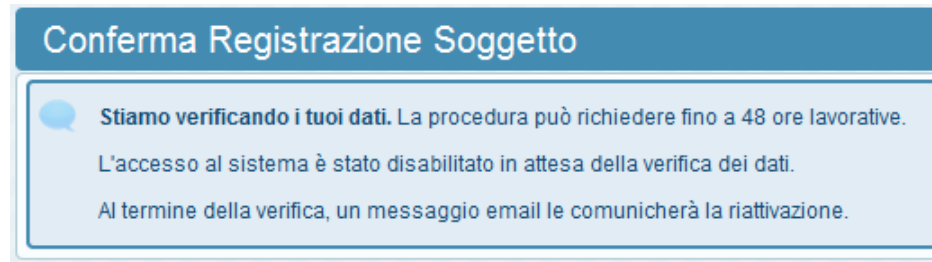 Conferma Registrazione Soggetto
Stiamo verificando i tuoi dati. La procedura può richiedere fino a 48 ore lavorative.
L'accesso al sistema è stato disabilitato in attesa della verifica dei dati.
Al termine della verifica, un messaggio email le comunicherà la riattivazione.